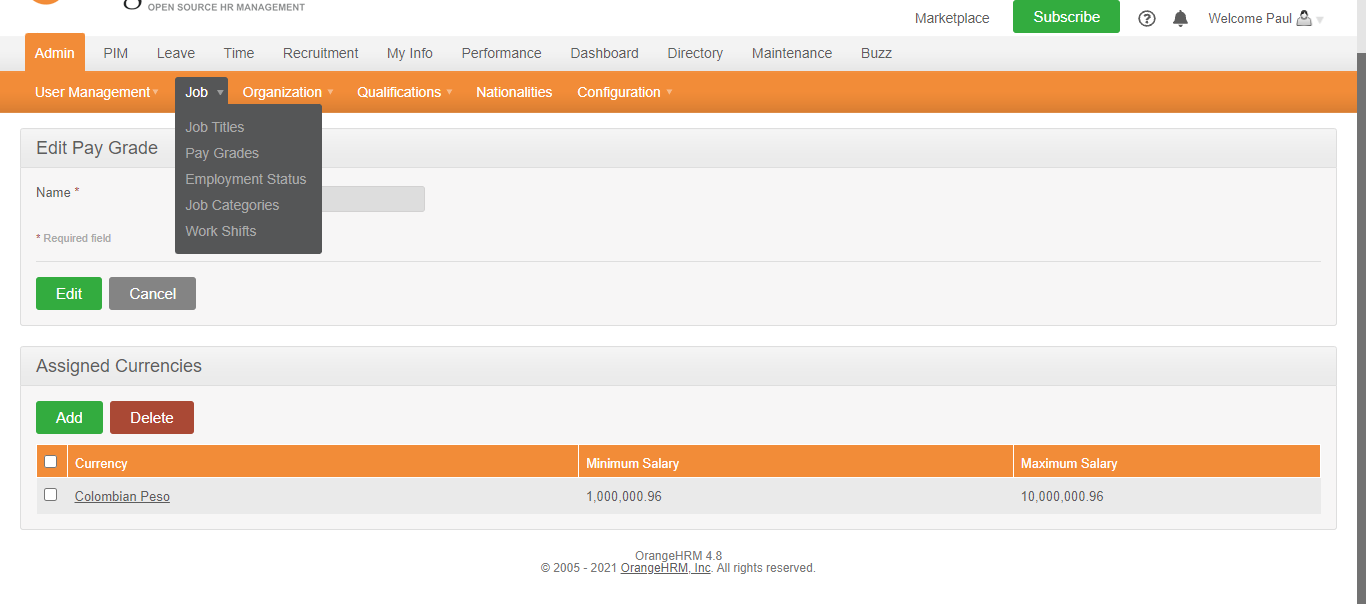 OPEN SOURCE HR MANAGEMENT
Marketplace Subscribe Welcome Paul
Admin PIM Leave Time Recruitment My Info Performance Dashboard Directory Maintenance Buzz
User Management Job Organization Qualifications Nationalities Configuration
Job Titles
Pay Grades
Employment Status
Job Categories
Work Shifts
Edit Pay Grade
Name *
* Required field
Edit Cancel
Assigned Currencies
Add Delete
Currency Minimum Salary Maximum Salary
Colombian Peso 1,000,000.96 10,000,000.96
OrangeHRM 4.8
© 2005 - 2021 OrangeHRM, Inc. All rights reserved.